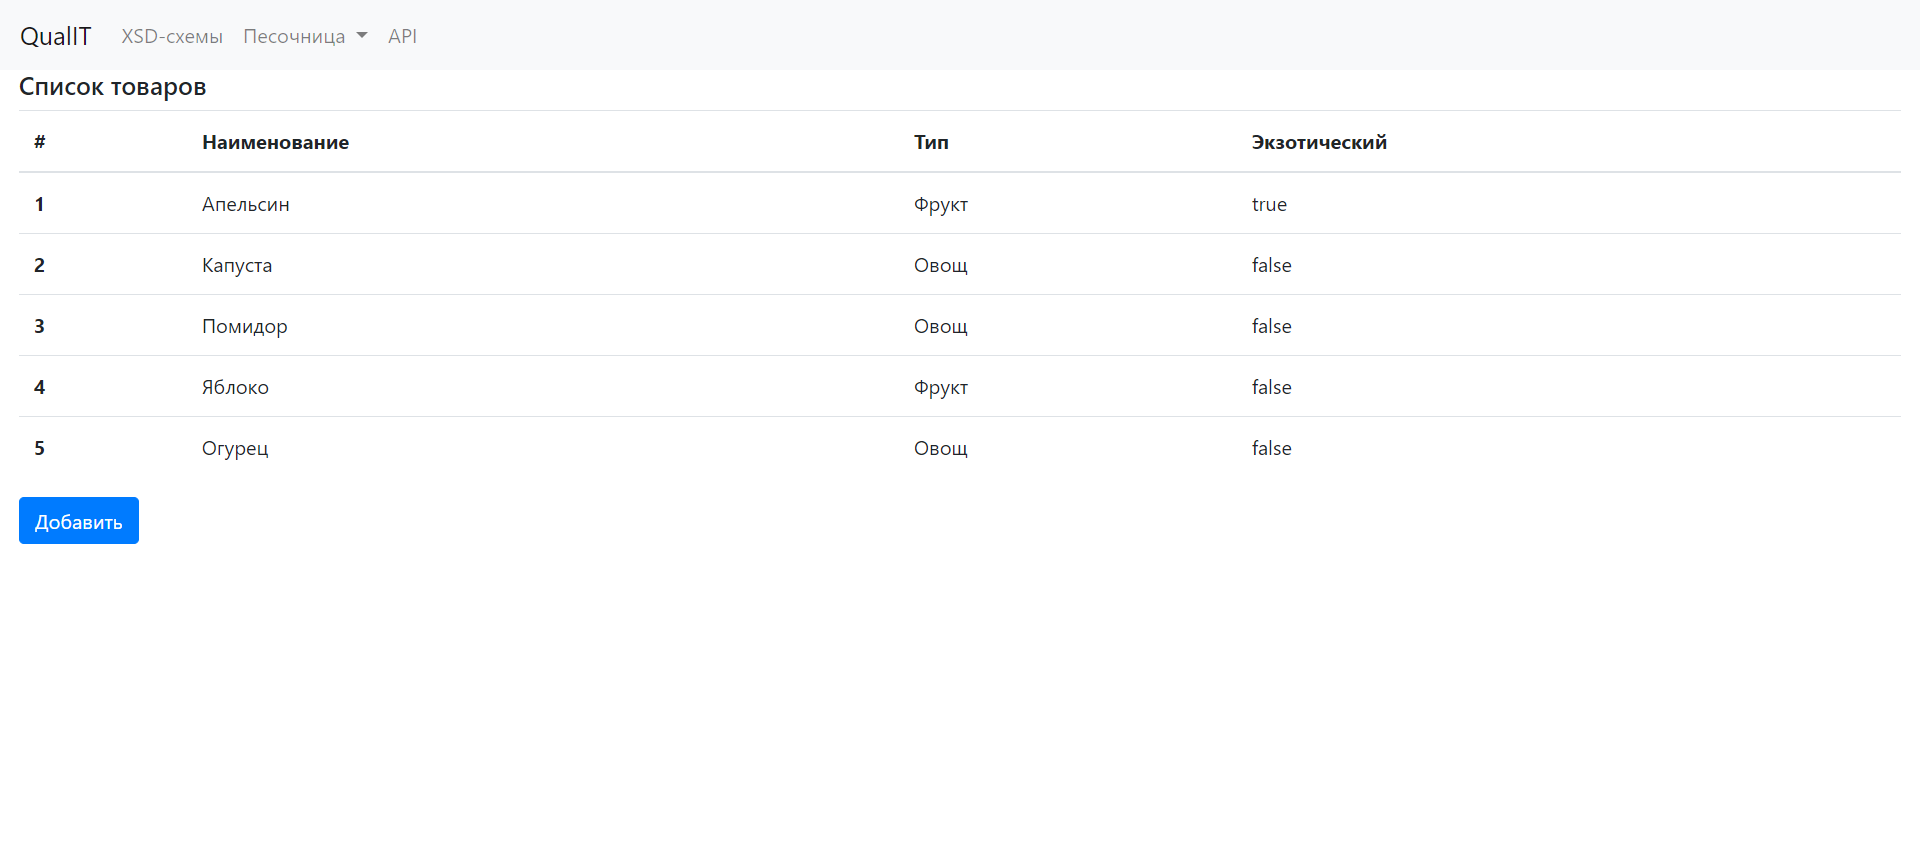 QualIT XSD-схемы Песочница API
Список товаров
# Наименование Тип Экзотический
1 Апельсин Фрукт true
2 Капуста Овощ false
3 Помидор Овощ false
4 Яблоко Фрукт false
5 Огурец Овощ false
Добавить